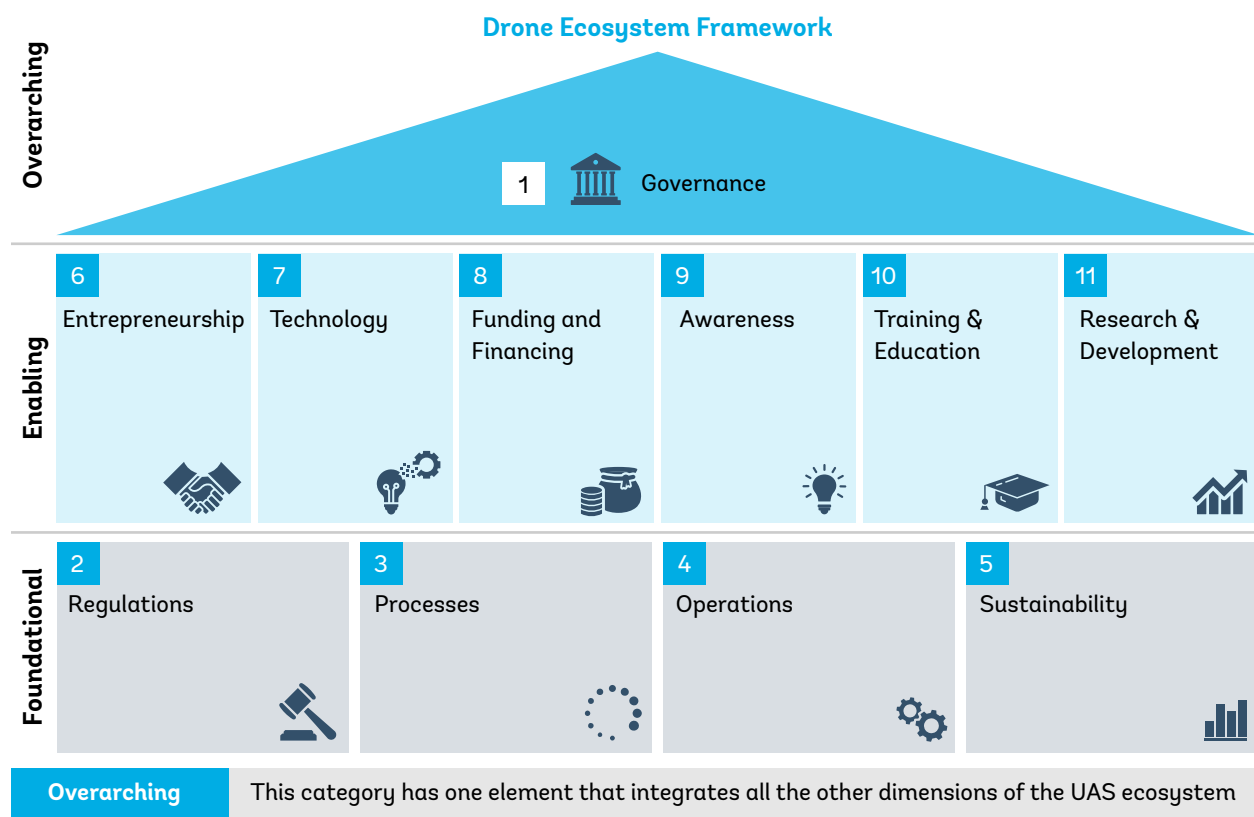 Drone Ecosystem Framework
Overarching
1
Governance
Enabling
6
Entrepreneurship
7
Technology
8
Funding and
Financing
9
Awareness
10
Training &
Education
11
Research &
Development
Foundational
2
Regulations
3
Processes
4
Operations
5
Sustainability
Overarching
This category has one element that integrates all the other dimensions of the UAS ecosystem